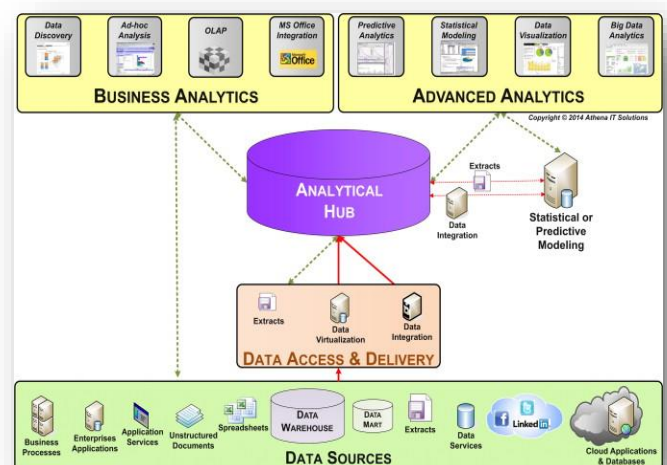 Data
Discovery
Ad-hoc
Analysis
OLAP
MS Office
Integration
Office
BUSINESS ANALYTICS
Predictive
Analytics
Statistical
Modeling
Data
Visualization
Big Data
Analytics
ADVANCED ANALYTICS
Copyright © 2014 Athena IT Solutions
ANALYTICAL
HUB
Extracts
Data
Integration
Statistical or
Predictive
Modeling
Extracts
Data
Virtualization
Data
Integration
DATA ACCESS & DELIVERY
Business
Processes
Enterprises
Applications
Application
Services
Unstructured
Documents
Spreadsheets
DATA
WAREHOUSE
DATA
MART
Extracts
Data
Services
f
Linked in
Cloud Applications
& Databases
DATA SOURCES